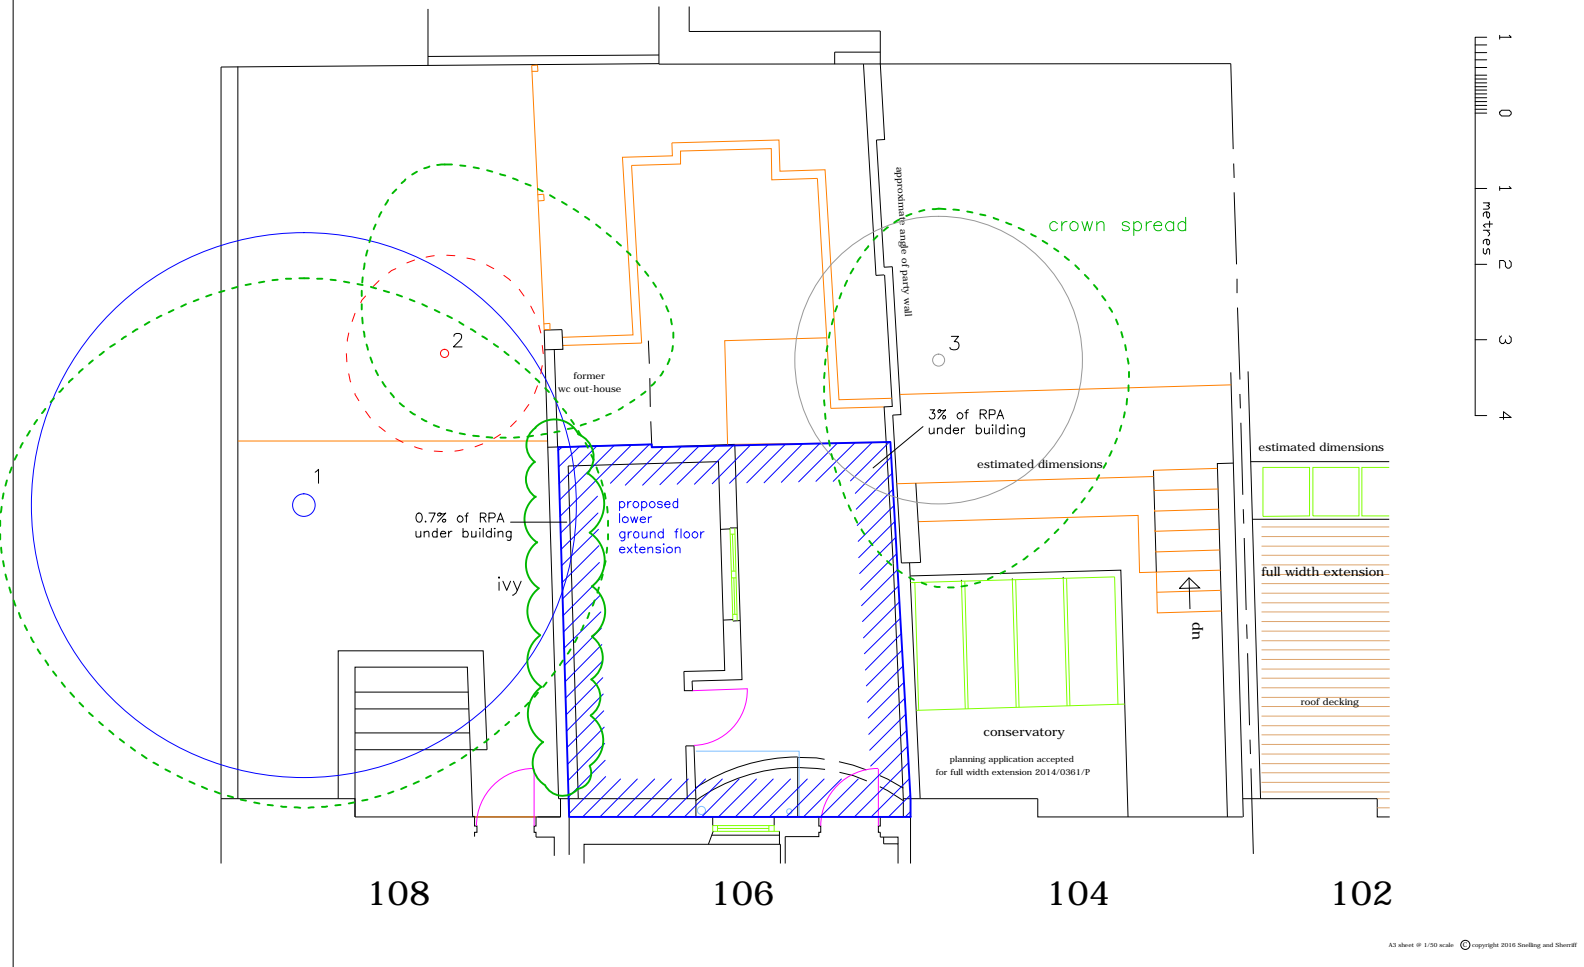 1
0
1
metres
2
3
4
approximate angle of party wall
crown spread
2
3
former
wc out-house
3% of RPA
under building
estimated dimensions
estimated dimensions
1
0.7% of RPA
under building
proposed
lower
ground floor
extension
ivy
full width extension
dn
roof decking
conservatory
planning application accepted
for full width extension 2014/0361/P
108
106
104
102
A3 sheet @ 1/50 scale © copyright 2016 Snelling and Sherriff